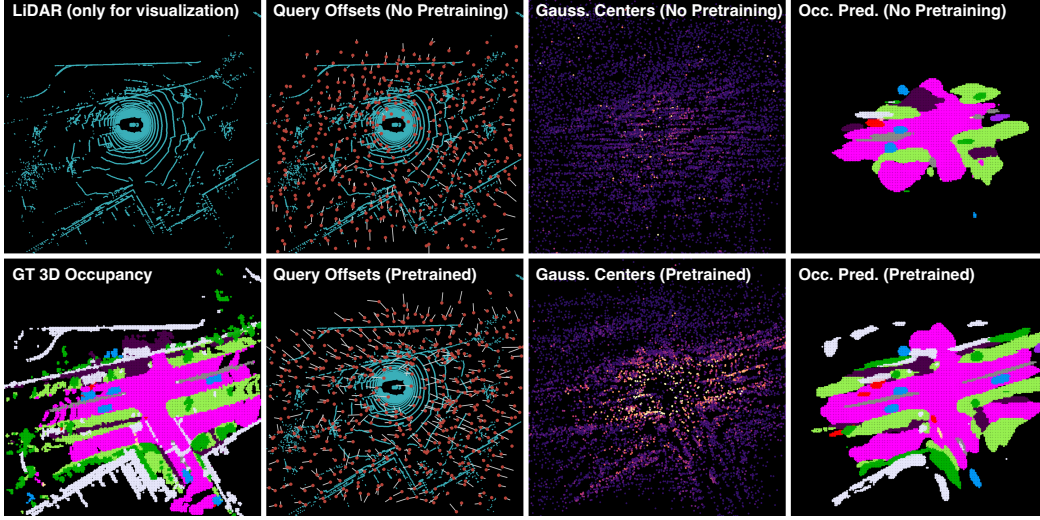 LiDAR (only for visualization)
Query Offsets (No Pretraining)
Gauss. Centers (No Pretraining)
Occ. Pred. (No Pretraining)
GT 3D Occupancy
Query Offsets (Pretrained)
Gauss. Centers (Pretrained)
Occ. Pred. (Pretrained)